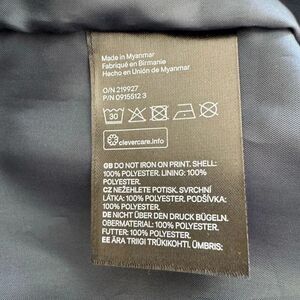 Made in Myanmar
Fabriqué en Birmanie
Hecho en Unión de Myanmar
O/N 219927
P/N 0915512 3
30
clevercare.info
GB DO NOT IRON ON PRINT. SHELL:
100% POLYESTER. LINING: 100%
POLYESTER.
CZ NEŽEHLETE POTISK. SVRCHNÍ
LÁTKA: 100% POLYESTER. PODŠÍVKA:
100% POLYESTER.
DE NICHT ÜBER DEN DRUCK BÜGELN.
OBERMATERIAL: 100% POLYESTER.
FUTTER: 100% POLYESTER.
EE ÄRA TRIIGI TRÜKIKOHTI. ÜMBRIS: